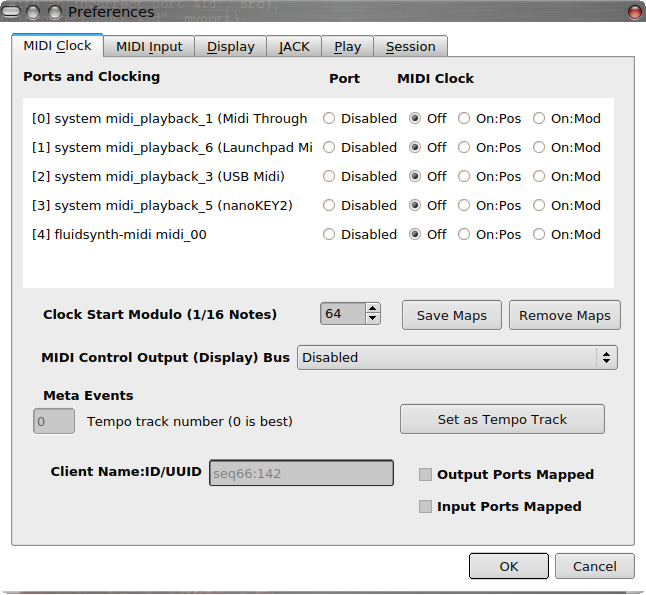 Preferences
MIDI Clock MIDI Input Display JACK Play Session
Ports and Clocking Port MIDI Clock
[0] system midi_playback_1 (Midi Through Disabled Off On:Pos On:Mod
[1] system midi_playback_6 (Launchpad Mi Disabled Off On:Pos On:Mod
[2] system midi_playback_3 (USB Midi) Disabled Off On:Pos On:Mod
[3] system midi_playback_5 (nanoKEY2) Disabled Off On:Pos On:Mod
[4] fluidsynth-midi midi_00 Disabled Off On:Pos On:Mod
Clock Start Modulo (1/16 Notes) 64 Save Maps Remove Maps
MIDI Control Output (Display) Bus Disabled
Meta Events
0 Tempo track number (0 is best) Set as Tempo Track
Client Name:ID/UUID seq66:142 Output Ports Mapped
Input Ports Mapped
OK Cancel